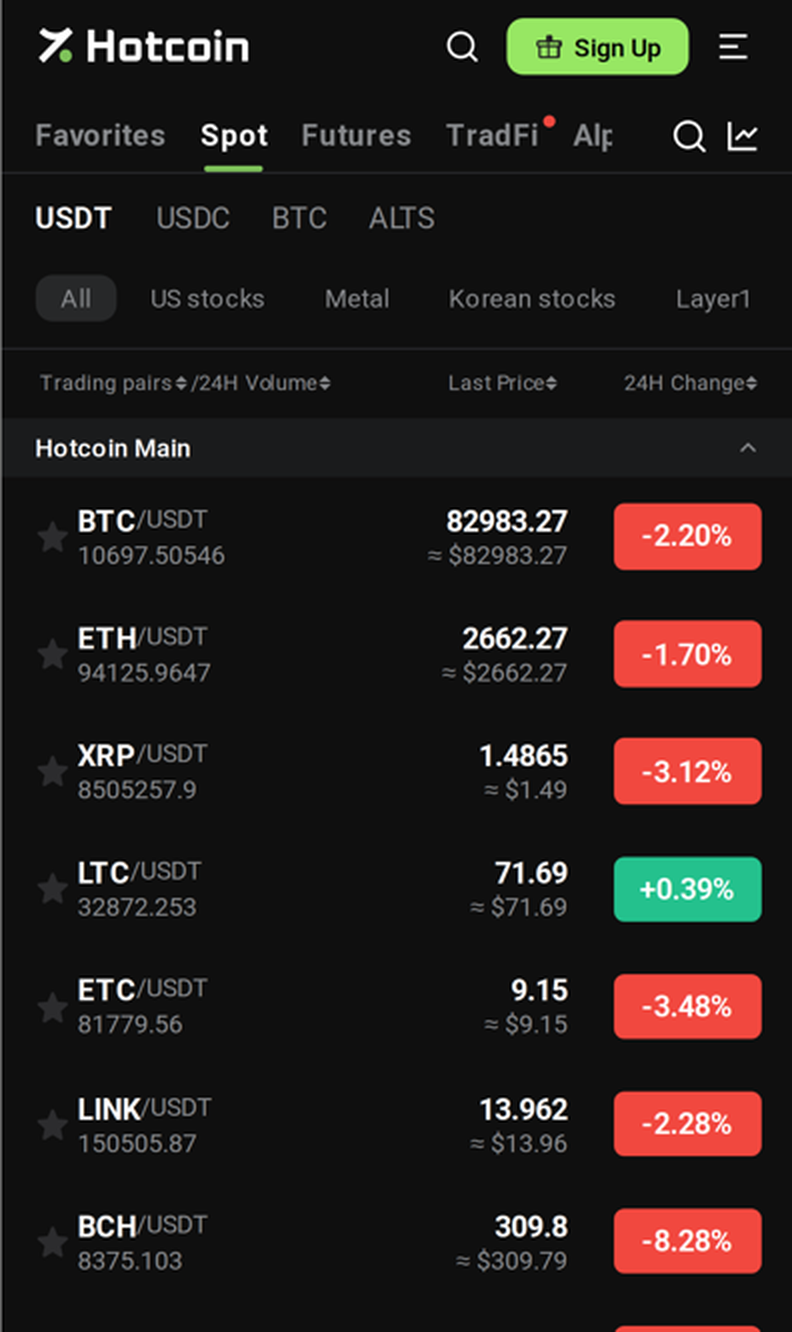 Hotcoin Sign Up
Favorites Spot Futures TradFi Alp
USDT USDC BTC ALTS
All US stocks Metal Korean stocks Layer1
Trading pairs /24H Volume Last Price 24H Change
Hotcoin Main
BTC/USDT 82983.27 -2.20%
10697.50546 ≈ $82983.27
ETH/USDT 2662.27 -1.70%
94125.9647 ≈ $2662.27
XRP/USDT 1.4865 -3.12%
8505257.9 ≈ $1.49
LTC/USDT 71.69 +0.39%
32872.253 ≈ $71.69
ETC/USDT 9.15 -3.48%
81779.56 ≈ $9.15
LINK/USDT 13.962 -2.28%
150505.87 ≈ $13.96
BCH/USDT 309.8 -8.28%
8375.103 ≈ $309.79